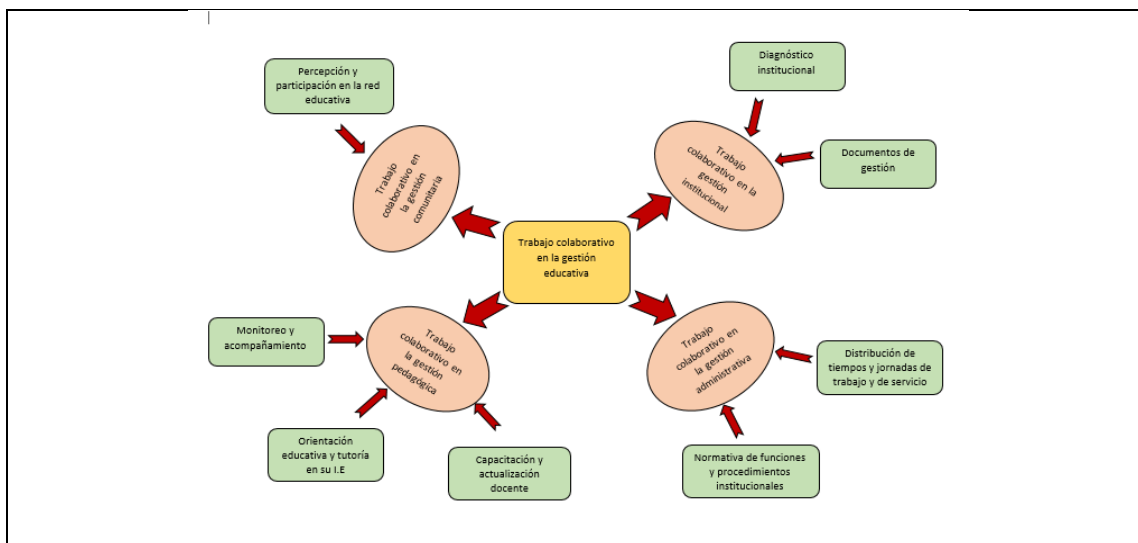 Percepción y
participación en la red
educativa
Trabajo
colaborativo en
la gestión
comunitaria
Diagnóstico
institucional
Documentos de
gestión
Trabajo
colaborativo en la
gestión
institucional
Trabajo colaborativo
en la gestión
educativa
Monitoreo y
acompañamiento
Trabajo
colaborativo en
la gestión
pedagógica
Orientación
educativa y tutoría
en su I.E
Capacitación y
actualización
docente
Trabajo
colaborativo en
la gestión
administrativa
Distribución de
tiempos y jornadas de
trabajo y de servicio
Normativa de funciones
y procedimientos
institucionales